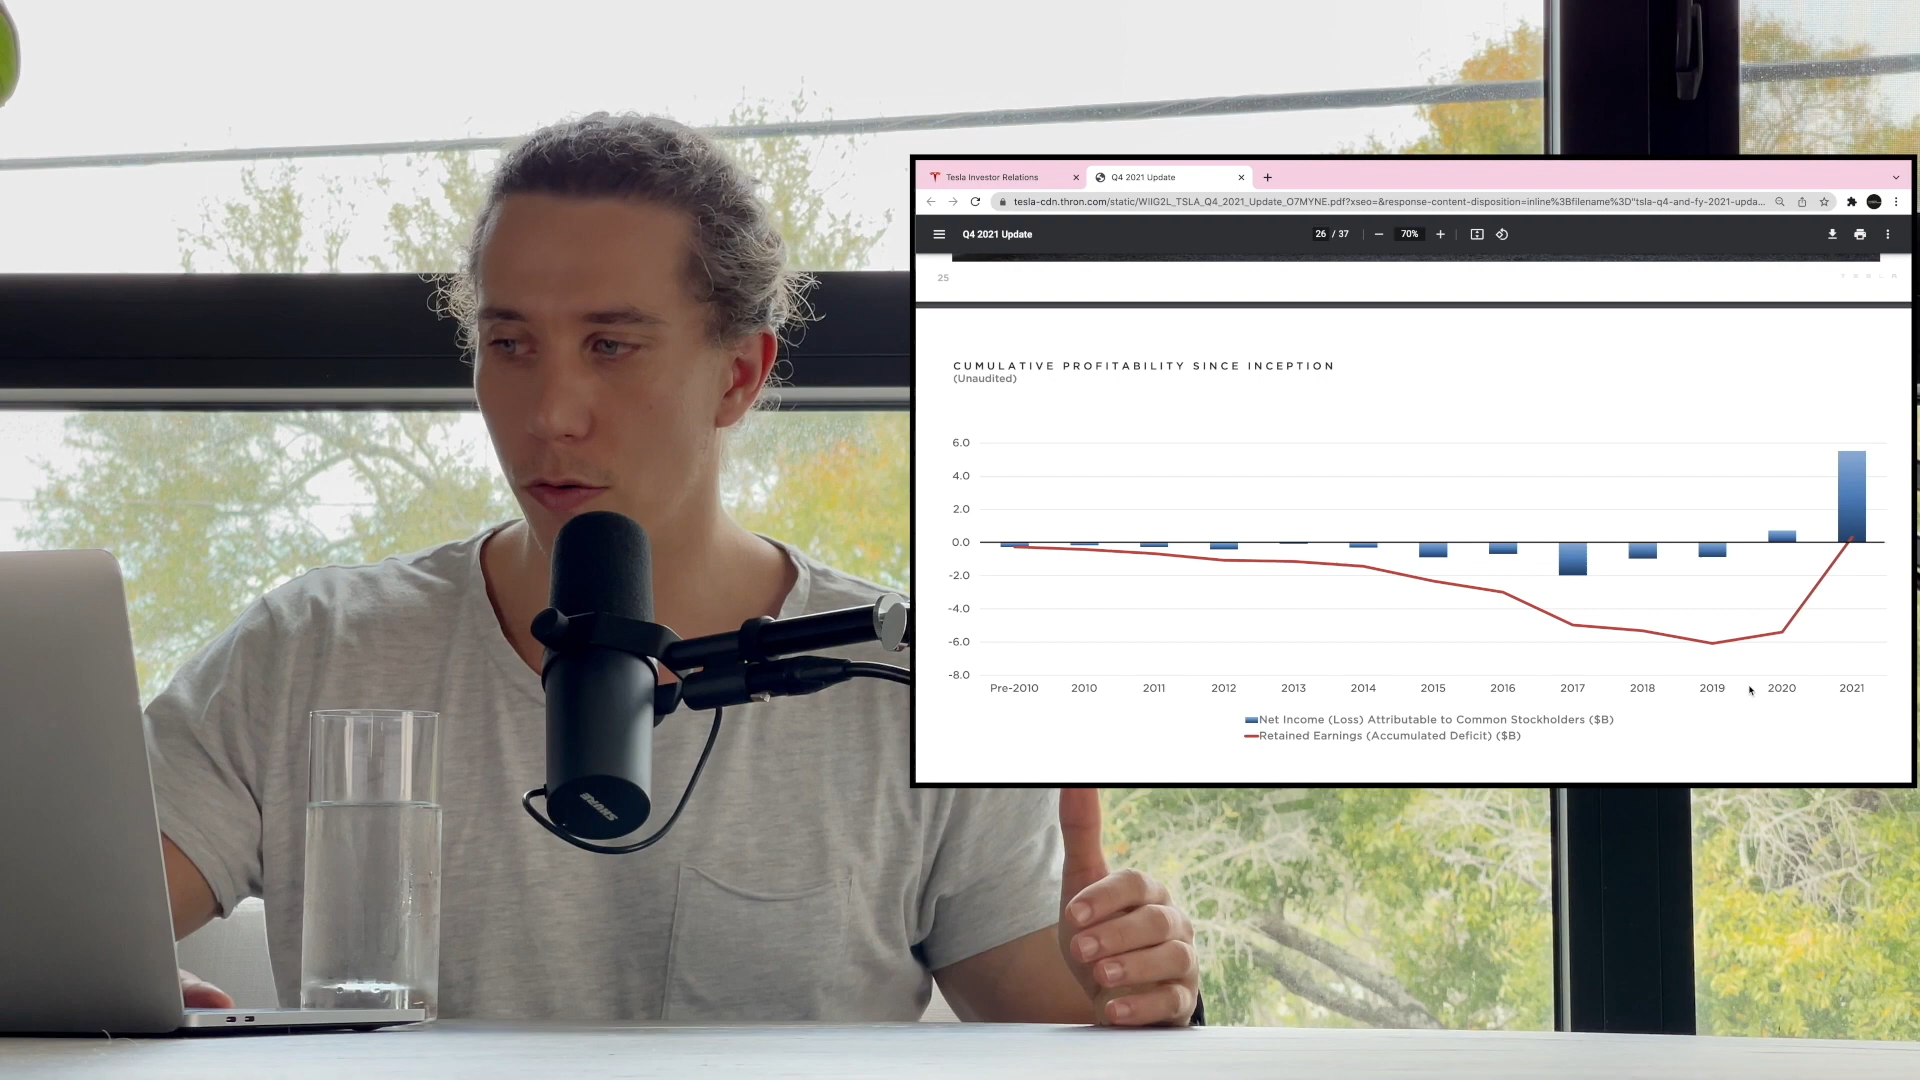 Tesla Investor Relations
Q4 2021 Update
tesla-cdn.thron.com/static/WIIG2L_TSLA_Q4_2021_Update_O7MYNE.pdf?xseo=&response-content-disposition=inline%3Bfilename%3D"tsla-q4-and-fy-2021-upda...
Q4 2021 Update
26 / 37
70%
25
TESLA
CUMULATIVE PROFITABILITY SINCE INCEPTION
(Unaudited)
6.0
4.0
2.0
0.0
-2.0
-4.0
-6.0
-8.0
Pre-2010 2010 2011 2012 2013 2014 2015 2016 2017 2018 2019 2020 2021
Net Income (Loss) Attributable to Common Stockholders ($B)
Retained Earnings (Accumulated Deficit) ($B)
SHURE